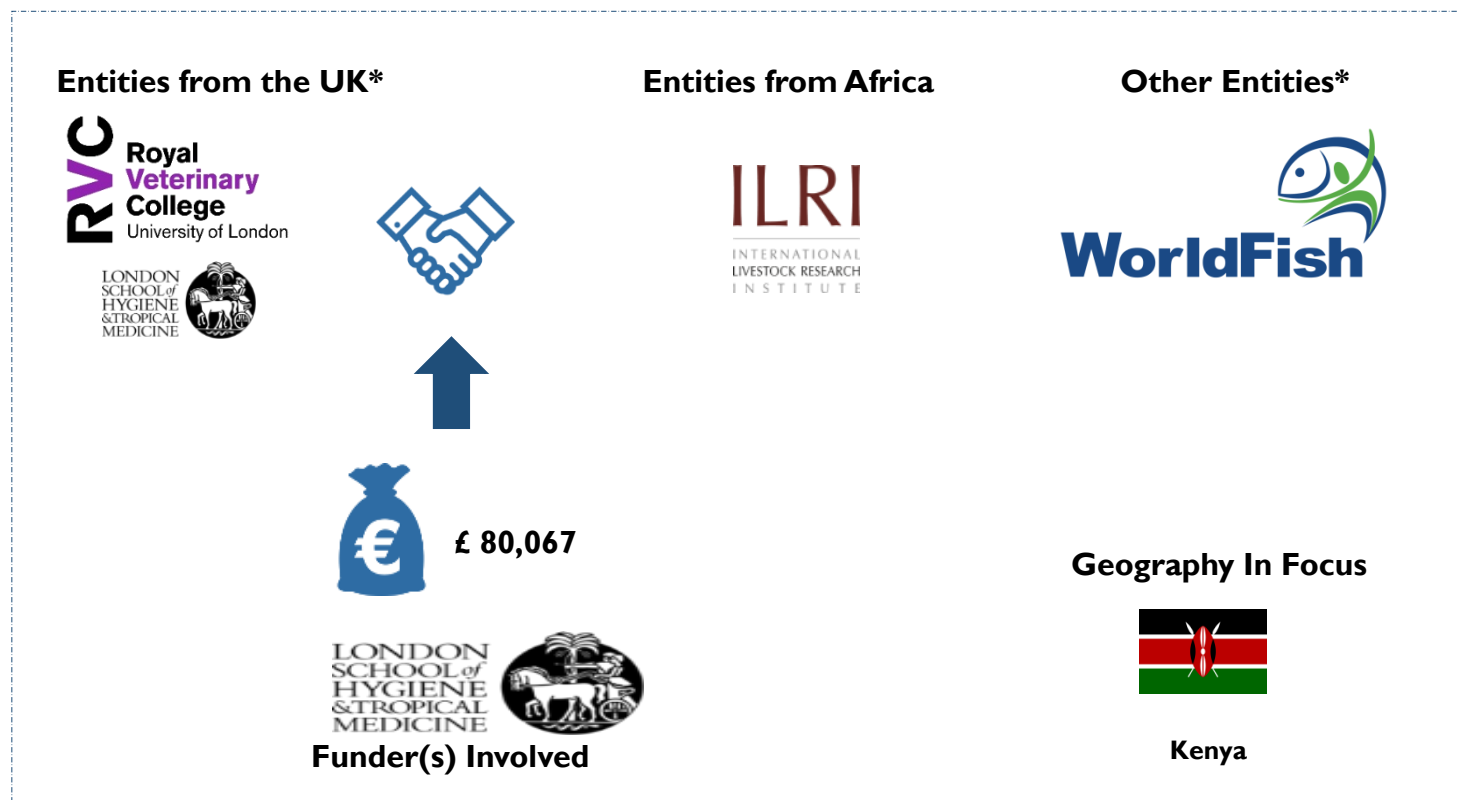 Entities from the UK*
Entities from Africa
Other Entities*
RVC
Royal
Veterinary
College
University of London
LONDON
SCHOOL of
HYGIENE
&TROPICAL
MEDICINE
ILRI
INTERNATIONAL
LIVESTOCK RESEARCH
INSTITUTE
WorldFish
€
£ 80,067
LONDON
SCHOOL of
HYGIENE
&TROPICAL
MEDICINE
Funder(s) Involved
Geography In Focus
Kenya